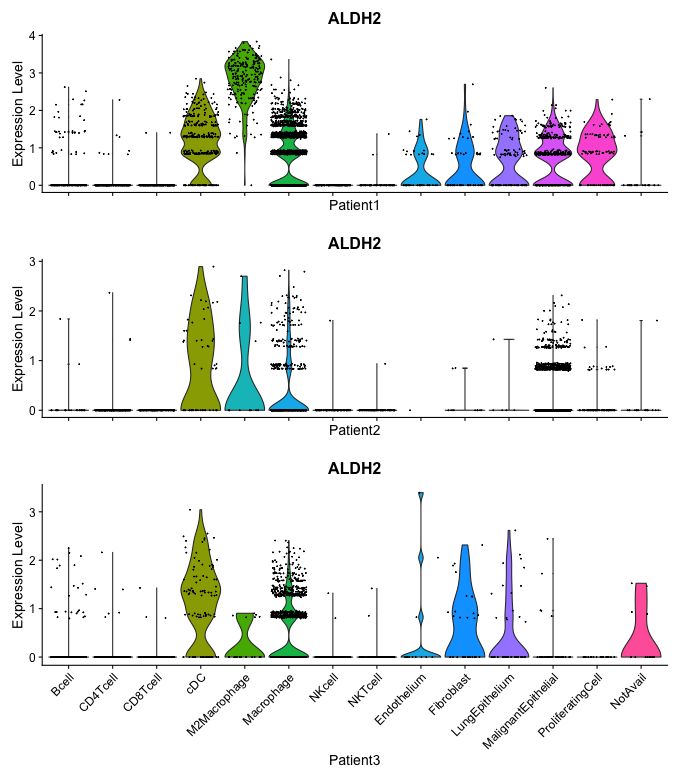 ALDH2
Expression Level
4
3
2
1
0
Patient1
ALDH2
Expression Level
3
2
1
0
Patient2
ALDH2
Expression Level
3
2
1
0
Bcell
CD4Tcell
CD8Tcell
cDC
M2Macrophage
Macrophage
NKcell
NKTcell
Endothelium
Fibroblast
LungEpithelium
MalignantEpithelial
ProliferatingCell
NotAvail
Patient3